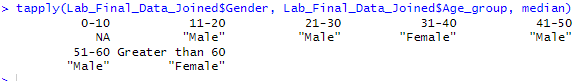 > tapply(Lab_Final_Data_Joined$Gender, Lab_Final_Data_Joined$Age_group, median)
0-10 11-20 21-30 31-40 41-50
NA "Male" "Male" "Female" "Male"
51-60 Greater than 60
"Male" "Female"
>